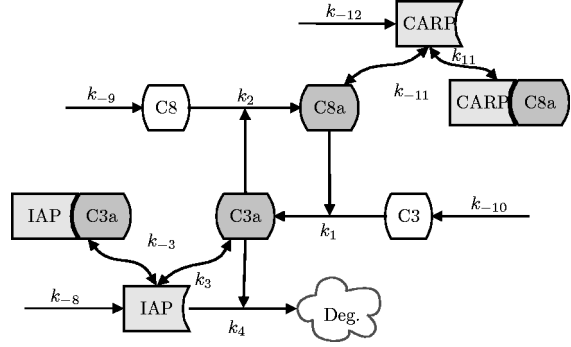 k₋₁₂
CARP
k₁₁
k₋₁₁
k₋₉
C8
k₂
C8a
CARP C8a
IAP C3a
C3a
C3
k₋₁₀
k₁
k₋₃
k₃
k₋₈
IAP
k₄
Deg.